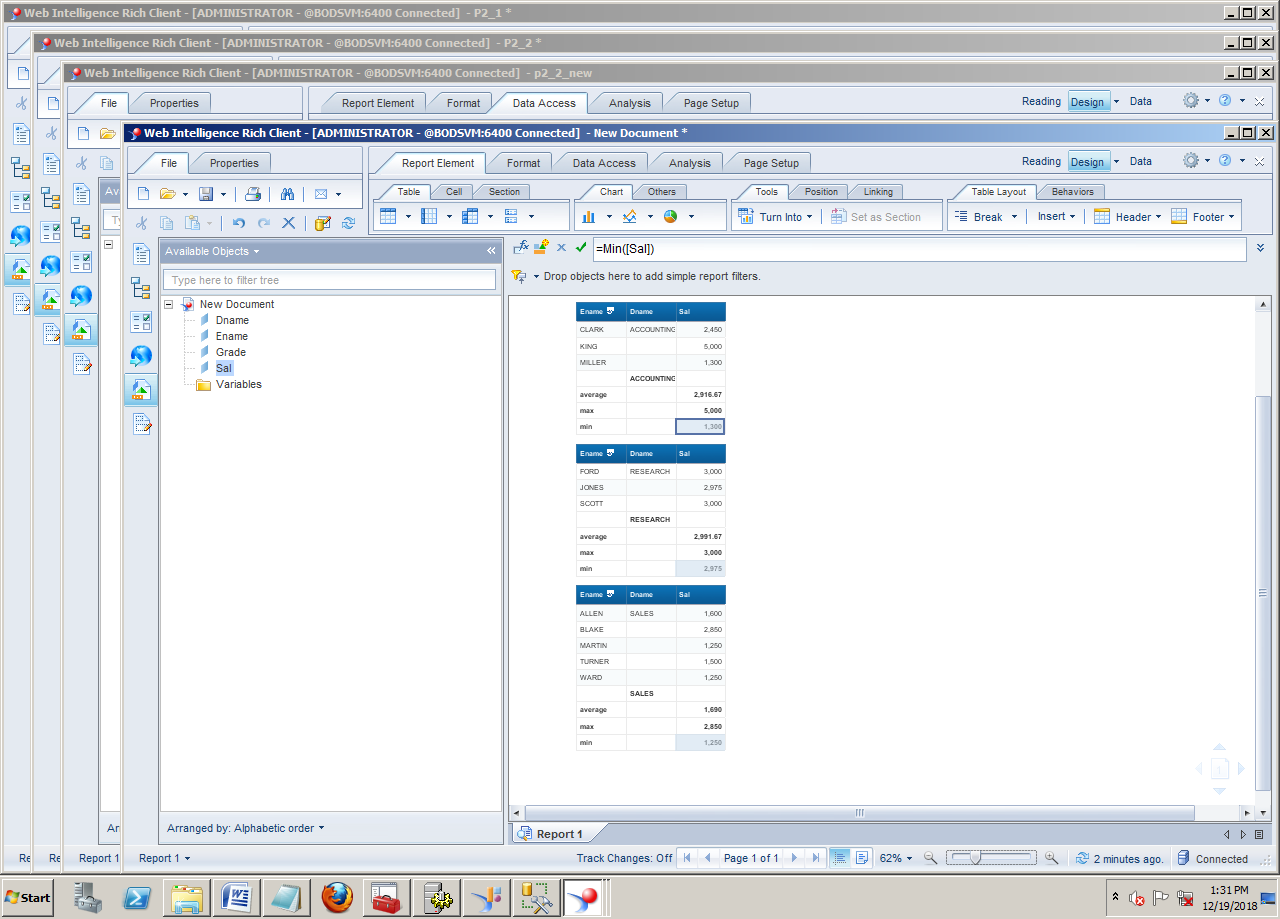 Web Intelligence Rich Client - [ADMINISTRATOR - @BODSVM:6400 Connected] - P2_1 *
Web Intelligence Rich Client - [ADMINISTRATOR - @BODSVM:6400 Connected] - P2_2 *
Web Intelligence Rich Client - [ADMINISTRATOR - @BODSVM:6400 Connected] - p2_2_new
File Properties Report Element Format Data Access Analysis Page Setup Reading Design Data
Web Intelligence Rich Client - [ADMINISTRATOR - @BODSVM:6400 Connected] - New Document *
File Properties Report Element Format Data Access Analysis Page Setup Reading Design Data
Table Cell Section Chart Others Tools Position Linking Table Layout Behaviors
Turn Into Set as Section Break Insert Header Footer
Av
Available Objects
=Min([Sal])
Ty
Type here to filter tree
Drop objects here to add simple report filters.
New Document
Dname
Ename
Grade
Sal
Variables
Ename Dname Sal
CLARK ACCOUNTING 2,450
KING 5,000
MILLER 1,300
ACCOUNTING
average 2,916.67
max 5,000
min 1,300
Ename Dname Sal
FORD RESEARCH 3,000
JONES 2,975
SCOTT 3,000
RESEARCH
average 2,991.67
max 3,000
min 2,975
Ename Dname Sal
ALLEN SALES 1,600
BLAKE 2,850
MARTIN 1,250
TURNER 1,500
WARD 1,250
SALES
average 1,690
max 2,850
min 1,250
1
Ar
Arranged by: Alphabetic order
Report 1
Re Re Report 1 Report 1 Track Changes: Off Page 1 of 1 62% 2 minutes ago. Connected
Start
1:31 PM
12/19/2018